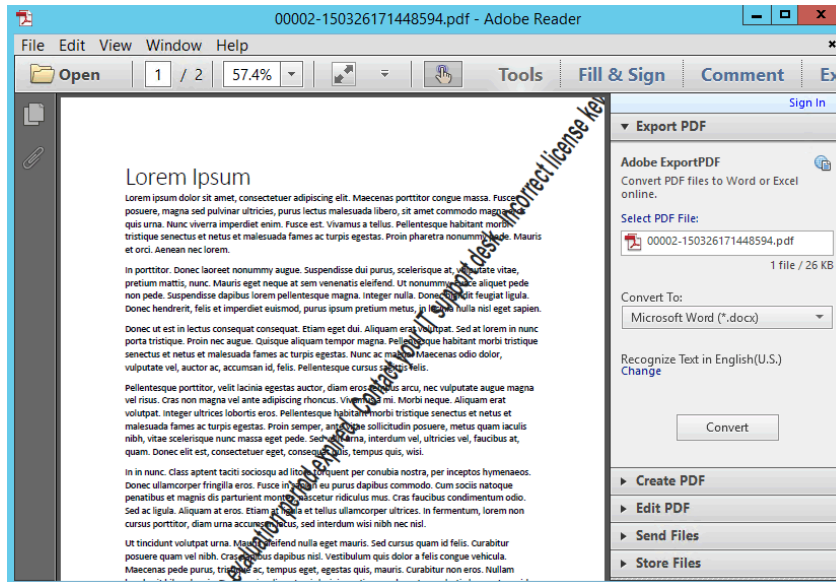 00002-150326171448594.pdf - Adobe Reader
File Edit View Window Help
Open 1 / 2 57.4% Tools Fill & Sign Comment
Sign In
Export PDF
Adobe ExportPDF
Convert PDF files to Word or Excel
online.
Select PDF File:
00002-150326171448594.pdf
1 file / 26 KB
Convert To:
Microsoft Word (*.docx)
Recognize Text in English(U.S.)
Change
Convert
Create PDF
Edit PDF
Send Files
Store Files
Lorem Ipsum
Lorem ipsum dolor sit amet, consectetuer adipiscing elit. Maecenas porttitor congue massa. Fusce
posuere, magna sed pulvinar ultricies, purus lectus malesuada libero, sit amet commodo magna eros
quis urna. Nunc viverra imperdiet enim. Fusce est. Vivamus a tellus. Pellentesque habitant morbi
tristique senectus et netus et malesuada fames ac turpis egestas. Proin pharetra nonummy pede. Mauris
et orci. Aenean nec lorem.
In porttitor. Donec laoreet nonummy augue. Suspendisse dui purus, scelerisque at, vulputate vitae,
pretium mattis, nunc. Mauris eget neque at sem venenatis eleifend. Ut nonummy. Fusce aliquet pede
non pede. Suspendisse dapibus lorem pellentesque magna. Integer nulla. Donec blandit feugiat ligula.
Donec hendrerit, felis et imperdiet euismod, purus ipsum pretium metus, in lacinia nulla nisl eget sapien.
Donec ut est in lectus consequat consequat. Etiam eget dui. Aliquam erat volutpat. Sed at lorem in nunc
porta tristique. Proin nec augue. Quisque aliquam tempor magna. Pellentesque habitant morbi tristique
senectus et netus et malesuada fames ac turpis egestas. Nunc ac magna. Maecenas odio dolor,
vulputate vel, auctor ac, accumsan id, felis. Pellentesque cursus sagittis felis.
Pellentesque porttitor, velit lacinia egestas auctor, diam eros tempus arcu, nec vulputate augue magna
vel risus. Cras non magna vel ante adipiscing rhoncus. Vivamus a mi. Morbi neque. Aliquam erat
volutpat. Integer ultrices lobortis eros. Pellentesque habitant morbi tristique senectus et netus et
malesuada fames ac turpis egestas. Proin semper, ante vitae sollicitudin posuere, metus quam iaculis
nibh, vitae scelerisque nunc massa eget pede. Sed velit urna, interdum vel, ultricies vel, faucibus at,
quam. Donec elit est, consectetuer eget, consequat quis, tempus quis, wisi.
In in nunc. Class aptent taciti sociosqu ad litora torquent per conubia nostra, per inceptos hymenaeos.
Donec ullamcorper fringilla eros. Fusce in sapien eu purus dapibus commodo. Cum sociis natoque
penatibus et magnis dis parturient montes, nascetur ridiculus mus. Cras faucibus condimentum odio.
Sed ac ligula. Aliquam at eros. Etiam at ligula et tellus ullamcorper ultrices. In fermentum, lorem non
cursus porttitor, diam urna accumsan lacus, sed interdum wisi nibh nec nisl.
Ut tincidunt volutpat urna. Mauris eleifend nulla eget mauris. Sed cursus quam id felis. Curabitur
posuere quam vel nibh. Cras dapibus dapibus nisl. Vestibulum quis dolor a felis congue vehicula.
Maecenas pede purus, tristique ac, tempus eget, egestas quis, mauris. Curabitur non eros. Nullam
evaluation period expired. Contact your IT support desk. Incorrect license key